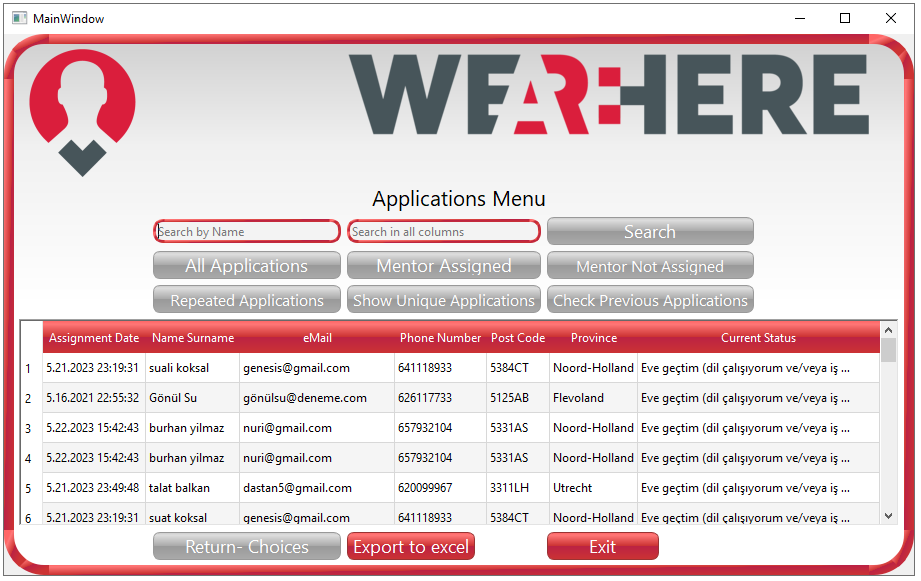 MainWindow
WEAREHERE
Applications Menu
Search by Name Search in all columns Search
All Applications Mentor Assigned Mentor Not Assigned
Repeated Applications Show Unique Applications Check Previous Applications
Assignment Date Name Surname eMail Phone Number Post Code Province Current Status
1 5.21.2023 23:19:31 suali koksal genesis@gmail.com 641118933 5384CT Noord-Holland Eve geçtim (dil çalışıyorum ve/veya iş ...
2 5.16.2021 22:55:32 Gönül Su gönülsu@deneme.com 626117733 5125AB Flevoland Eve geçtim (dil çalışıyorum ve/veya iş ...
3 5.22.2023 15:42:43 burhan yilmaz nuri@gmail.com 657932104 5331AS Noord-Holland Eve geçtim (dil çalışıyorum ve/veya iş ...
4 5.22.2023 15:42:43 burhan yilmaz nuri@gmail.com 657932104 5331AS Noord-Holland Eve geçtim (dil çalışıyorum ve/veya iş ...
5 5.21.2023 23:49:48 talat balkan dastan5@gmail.com 620099967 3311LH Utrecht Eve geçtim (dil çalışıyorum ve/veya iş ...
6 5.21.2023 23:19:31 suat koksal genesis@gmail.com 641118933 5384CT Noord-Holland Eve geçtim (dil çalışıyorum ve/veya iş ...
Return- Choices Export to excel Exit